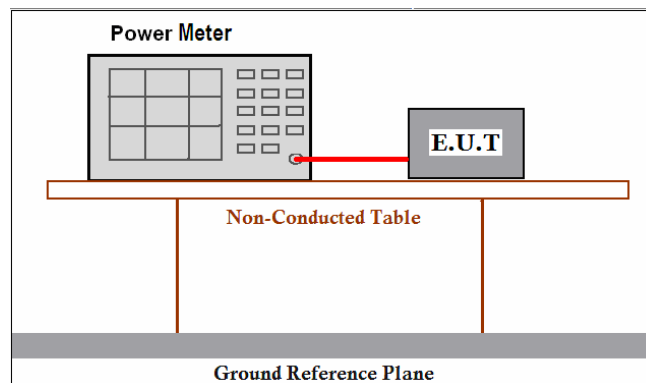 Power Meter
E.U.T
Non-Conducted Table
Ground Reference Plane